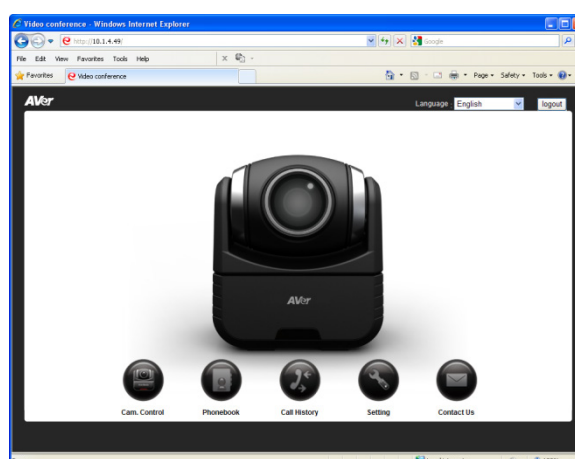 Video conference - Windows Internet Explorer
http://10.1.4.49/
Google
File Edit View Favorites Tools Help
Favorites Video conference
Page Safety Tools
AVer Language : English logout
AVer
Cam. Control Phonebook Call History Setting Contact Us